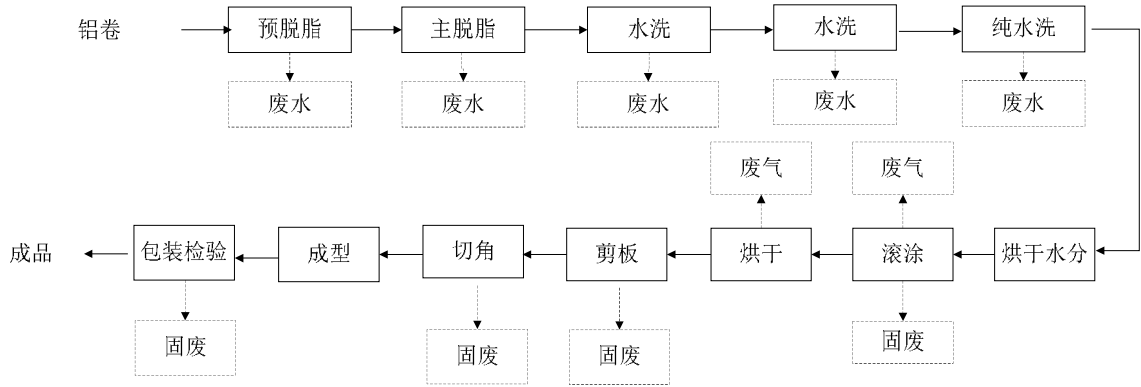 铝卷 预脱脂 主脱脂 水洗 水洗 纯水洗
废水 废水 废水 废水 废水
废气 废气
成品 包装检验 成型 切角 剪板 烘干 滚涂 烘干水分
固废 固废 固废 固废